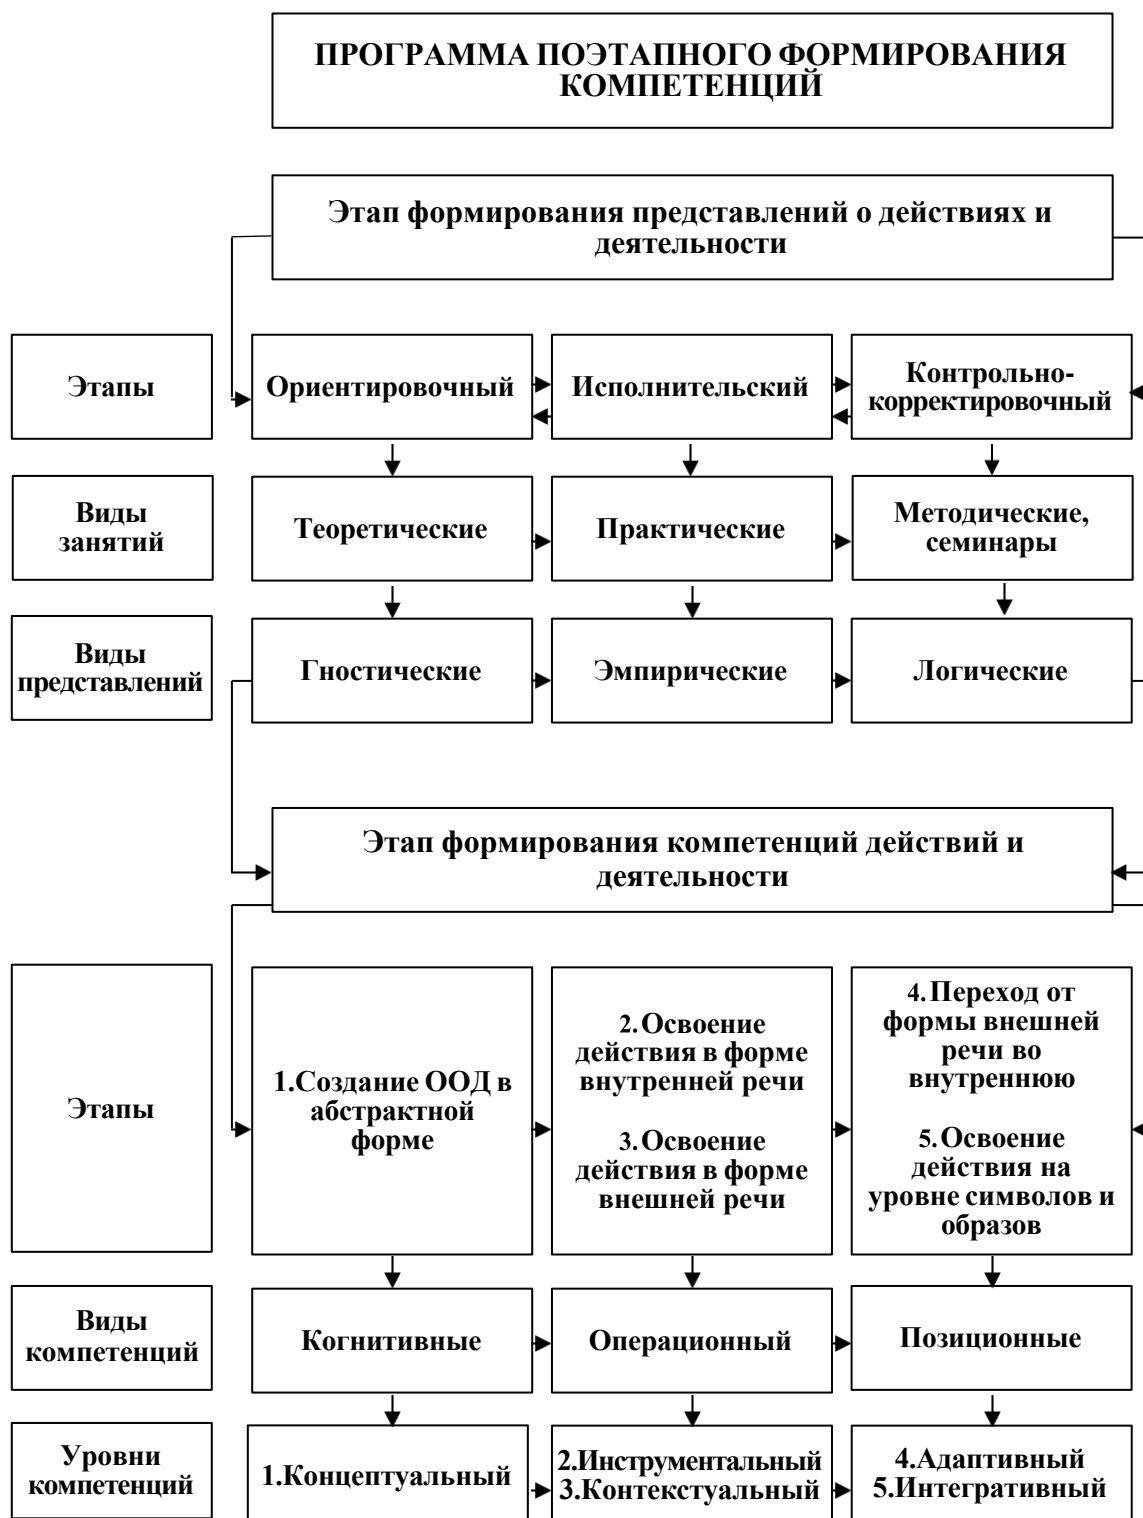 ПРОГРАММА ПОЭТАПНОГО ФОРМИРОВАНИЯ
КОМПЕТЕНЦИЙ
Этап формирования представлений о действиях и
деятельности
Этапы
Ориентировочный
Исполнительский
Контрольно-
корректировочный
Виды
занятий
Теоретические
Практические
Методические,
семинары
Виды
представлений
Гностические
Эмпирические
Логические
Этап формирования компетенций действий и
деятельности
Этапы
1.Создание ООД в
абстрактной
форме
2.Освоение
действия в форме
внутренней речи
3.Освоение
действия в форме
внешней речи
4.Переход от
формы внешней
речи во
внутреннюю
5.Освоение
действия на
уровне символов и
образов
Виды
компетенций
Когнитивные
Операционный
Позиционные
Уровни
компетенций
1.Концептуальный
2.Инструментальный
3.Контекстуальный
4.Адаптивный
5.Интегративный